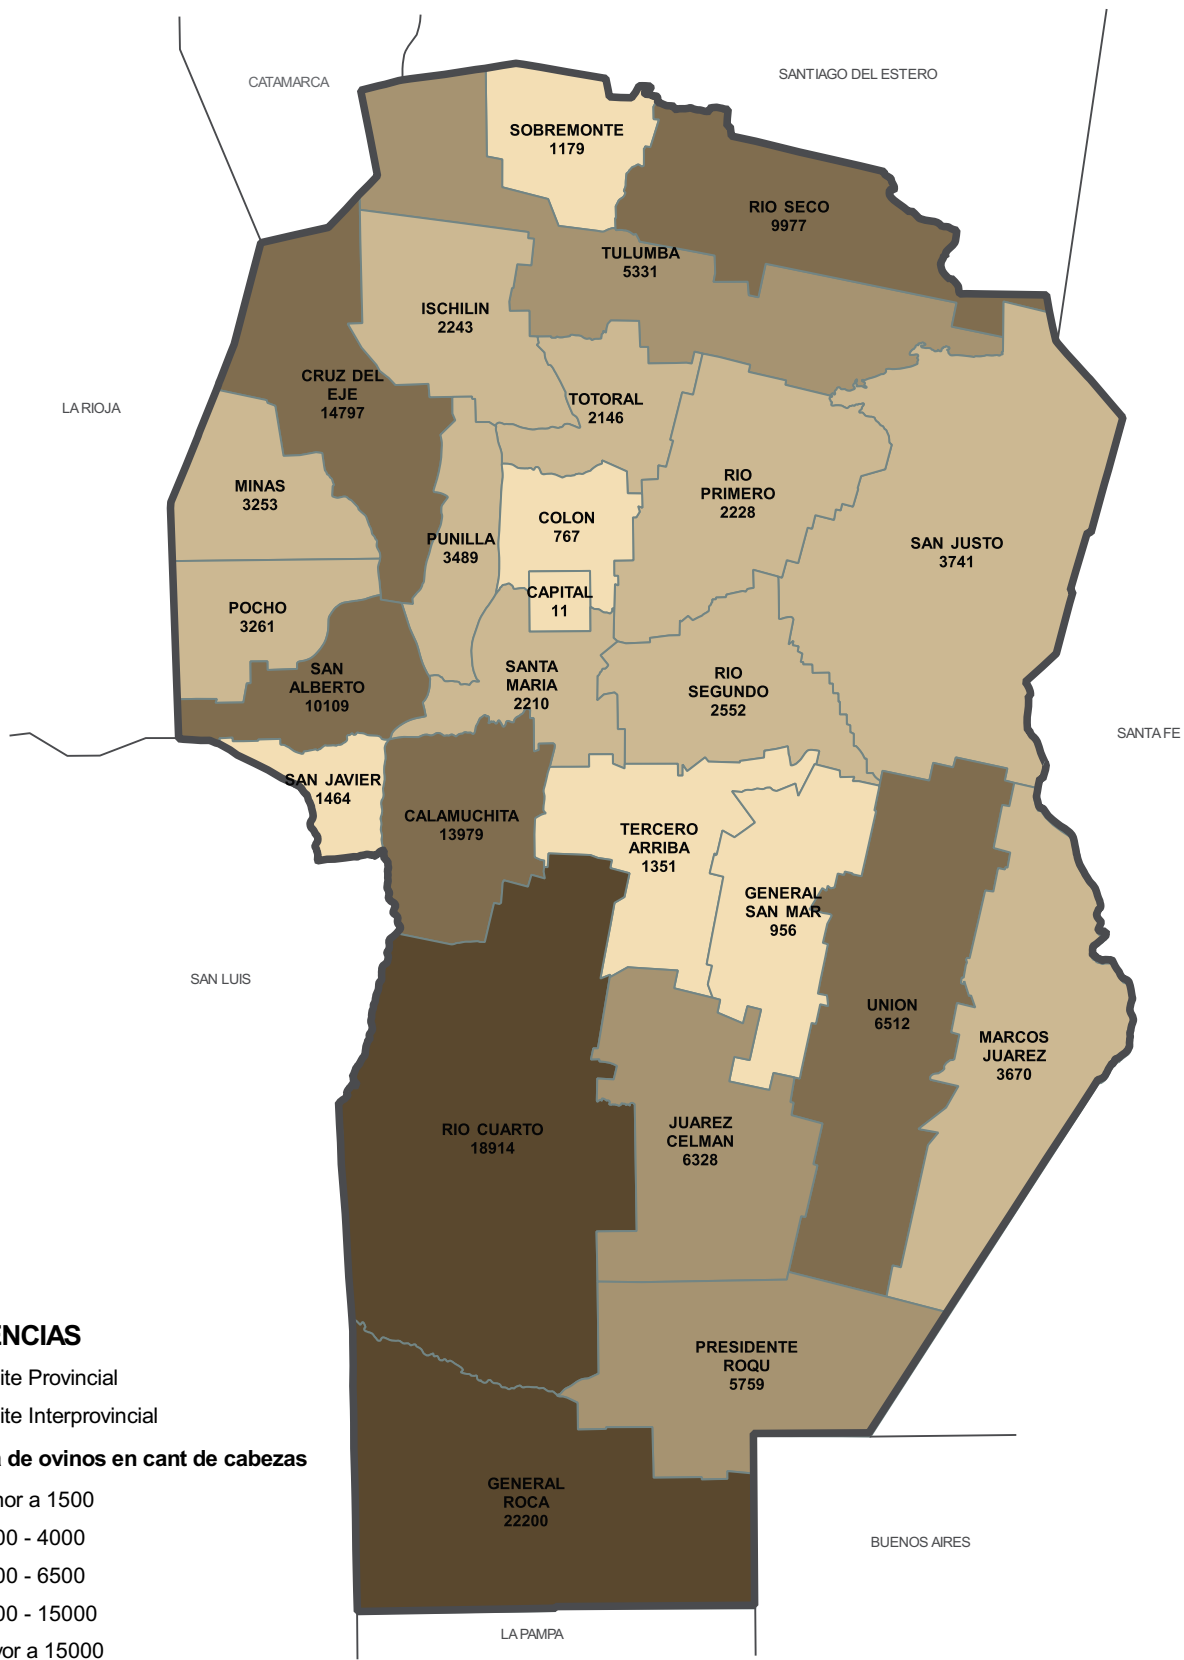 CATAMARCA
SANTIAGO DEL ESTERO
SOBREMONTE
1179
RIO SECO
9977
TULUMBA
5331
ISCHILIN
2243
CRUZ DEL
EJE
14797
LA RIOJA
TOTORAL
2146
MINAS
3253
RIO
PRIMERO
2228
COLON
767
PUNILLA
3489
SAN JUSTO
3741
CAPITAL
11
POCHO
3261
SAN
ALBERTO
10109
SANTA
MARIA
2210
RIO
SEGUNDO
2552
SANTA FE
SAN JAVIER
1464
CALAMUCHITA
13979
TERCERO
ARRIBA
1351
GENERAL
SAN MAR
956
SAN LUIS
UNION
6512
MARCOS
JUAREZ
3670
RIO CUARTO
18914
JUAREZ
CELMAN
6328
PRESIDENTE
ROQU
5759
GENERAL
ROCA
22200
BUENOS AIRES
LA PAMPA
ENCIAS
ite Provincial
ite Interprovincial
a de ovinos en cant de cabezas
nor a 1500
00 - 4000
00 - 6500
00 - 15000
yor a 15000